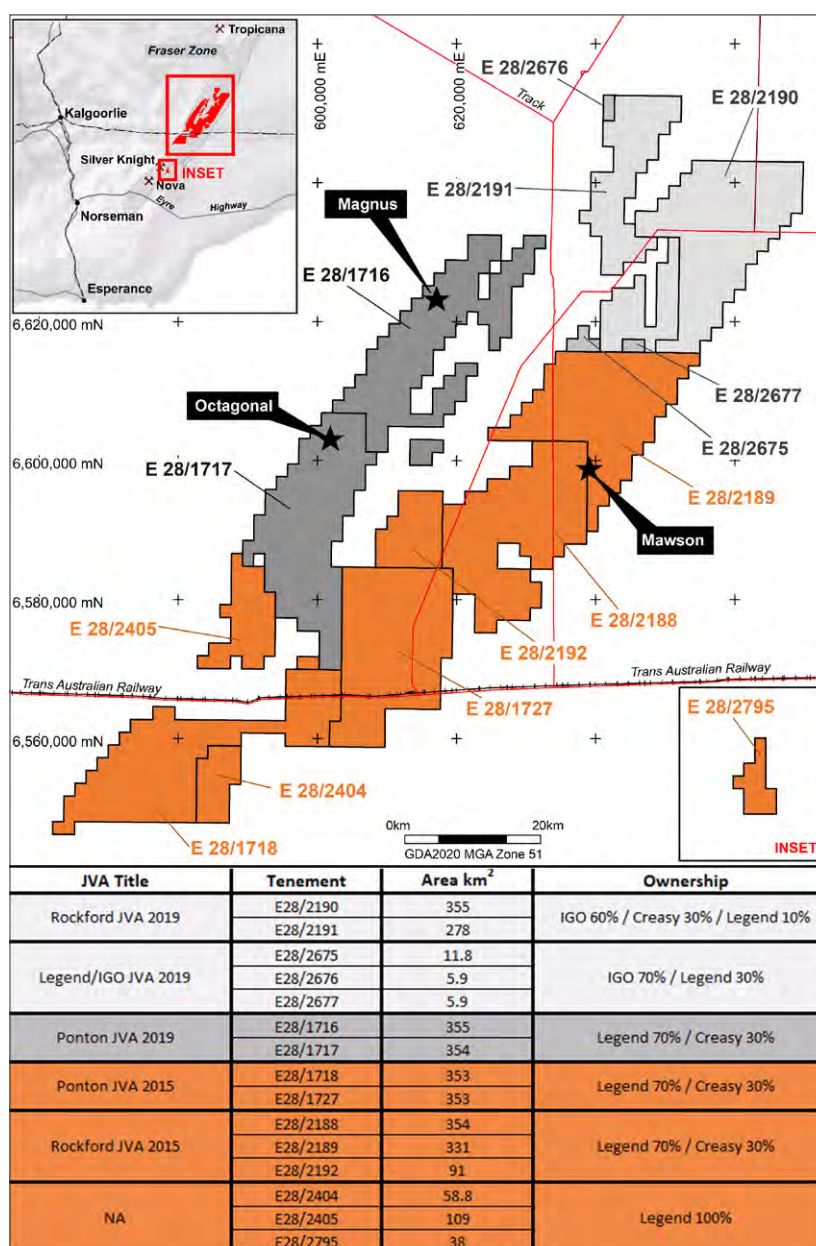 Tropicana
Fraser Zone
Kalgoorlie
Silver Knight
INSET
Nova
Eyre Highway
Norseman
Esperance
600,000 mE
620,000 mE
Track
E 28/2676
E 28/2190
E 28/2191
Magnus
E 28/1716
6,620,000 mN
Octagonal
E 28/2677
E 28/2675
E 28/1717
6,600,000 mN
E 28/2189
Mawson
6,580,000 mN
E 28/2405
E 28/2188
E 28/2192
Trans Australian Railway
Trans Australian Railway
E 28/1727
E 28/2795
6,560,000 mN
E 28/2404
E 28/1718
0km 20km
GDA2020 MGA Zone 51
INSET
JVA Title Tenement Area km² Ownership
Rockford JVA 2019 E28/2190 355 IGO 60% / Creasy 30% / Legend 10%
E28/2191 278
Legend/IGO JVA 2019 E28/2675 11.8 IGO 70% / Legend 30%
E28/2676 5.9
E28/2677 5.9
Ponton JVA 2019 E28/1716 355 Legend 70% / Creasy 30%
E28/1717 354
Ponton JVA 2015 E28/1718 353 Legend 70% / Creasy 30%
E28/1727 353
Rockford JVA 2015 E28/2188 354 Legend 70% / Creasy 30%
E28/2189 331
E28/2192 91
NA E28/2404 58.8 Legend 100%
E28/2405 109
E28/2795 38